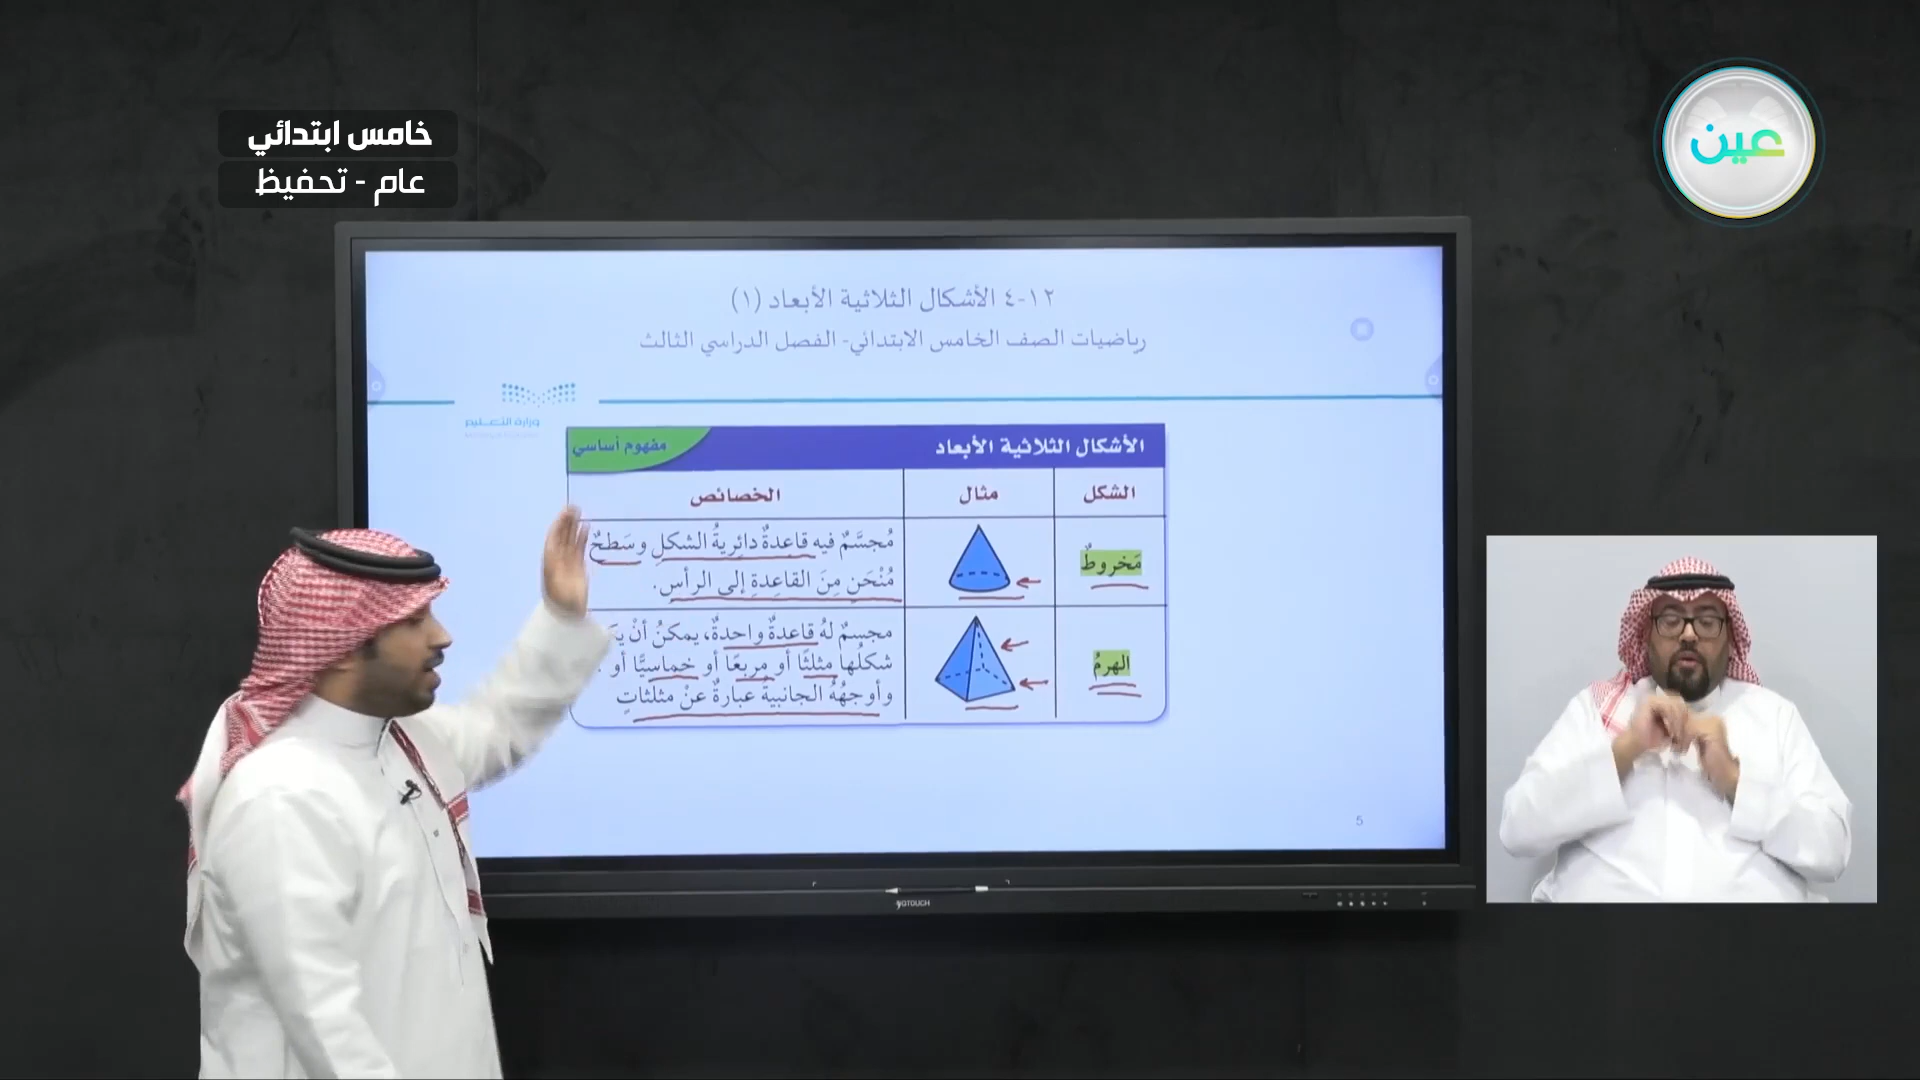 خامس ابتدائي
عام - تحفيظ
عين
١٢-٤ الأشكال الثلاثية الأبعاد (١)
رياضيات الصف الخامس الابتدائي- الفصل الدراسي الثالث
وزارة التعليم
الأشكال الثلاثية الأبعاد
مفهوم أساسي
الشكل
مثال
الخصائص
مَخروطٌ
مُجسَّمٌ فيه قاعدةٌ دائريةُ الشكلِ وسَطحٌ
مُنْحَنٍ مِنَ القاعِدةِ إلى الرأسِ.
الهرمُ
مجسمٌ لهُ قاعدةٌ واحدةٌ، يمكنُ أنْ
شكلُها مثلثًا أو مربعًا أو خماسيًّا أو
وأوجهُهُ الجانبيةُ عبارةٌ عنْ مثلثاتٍ
5